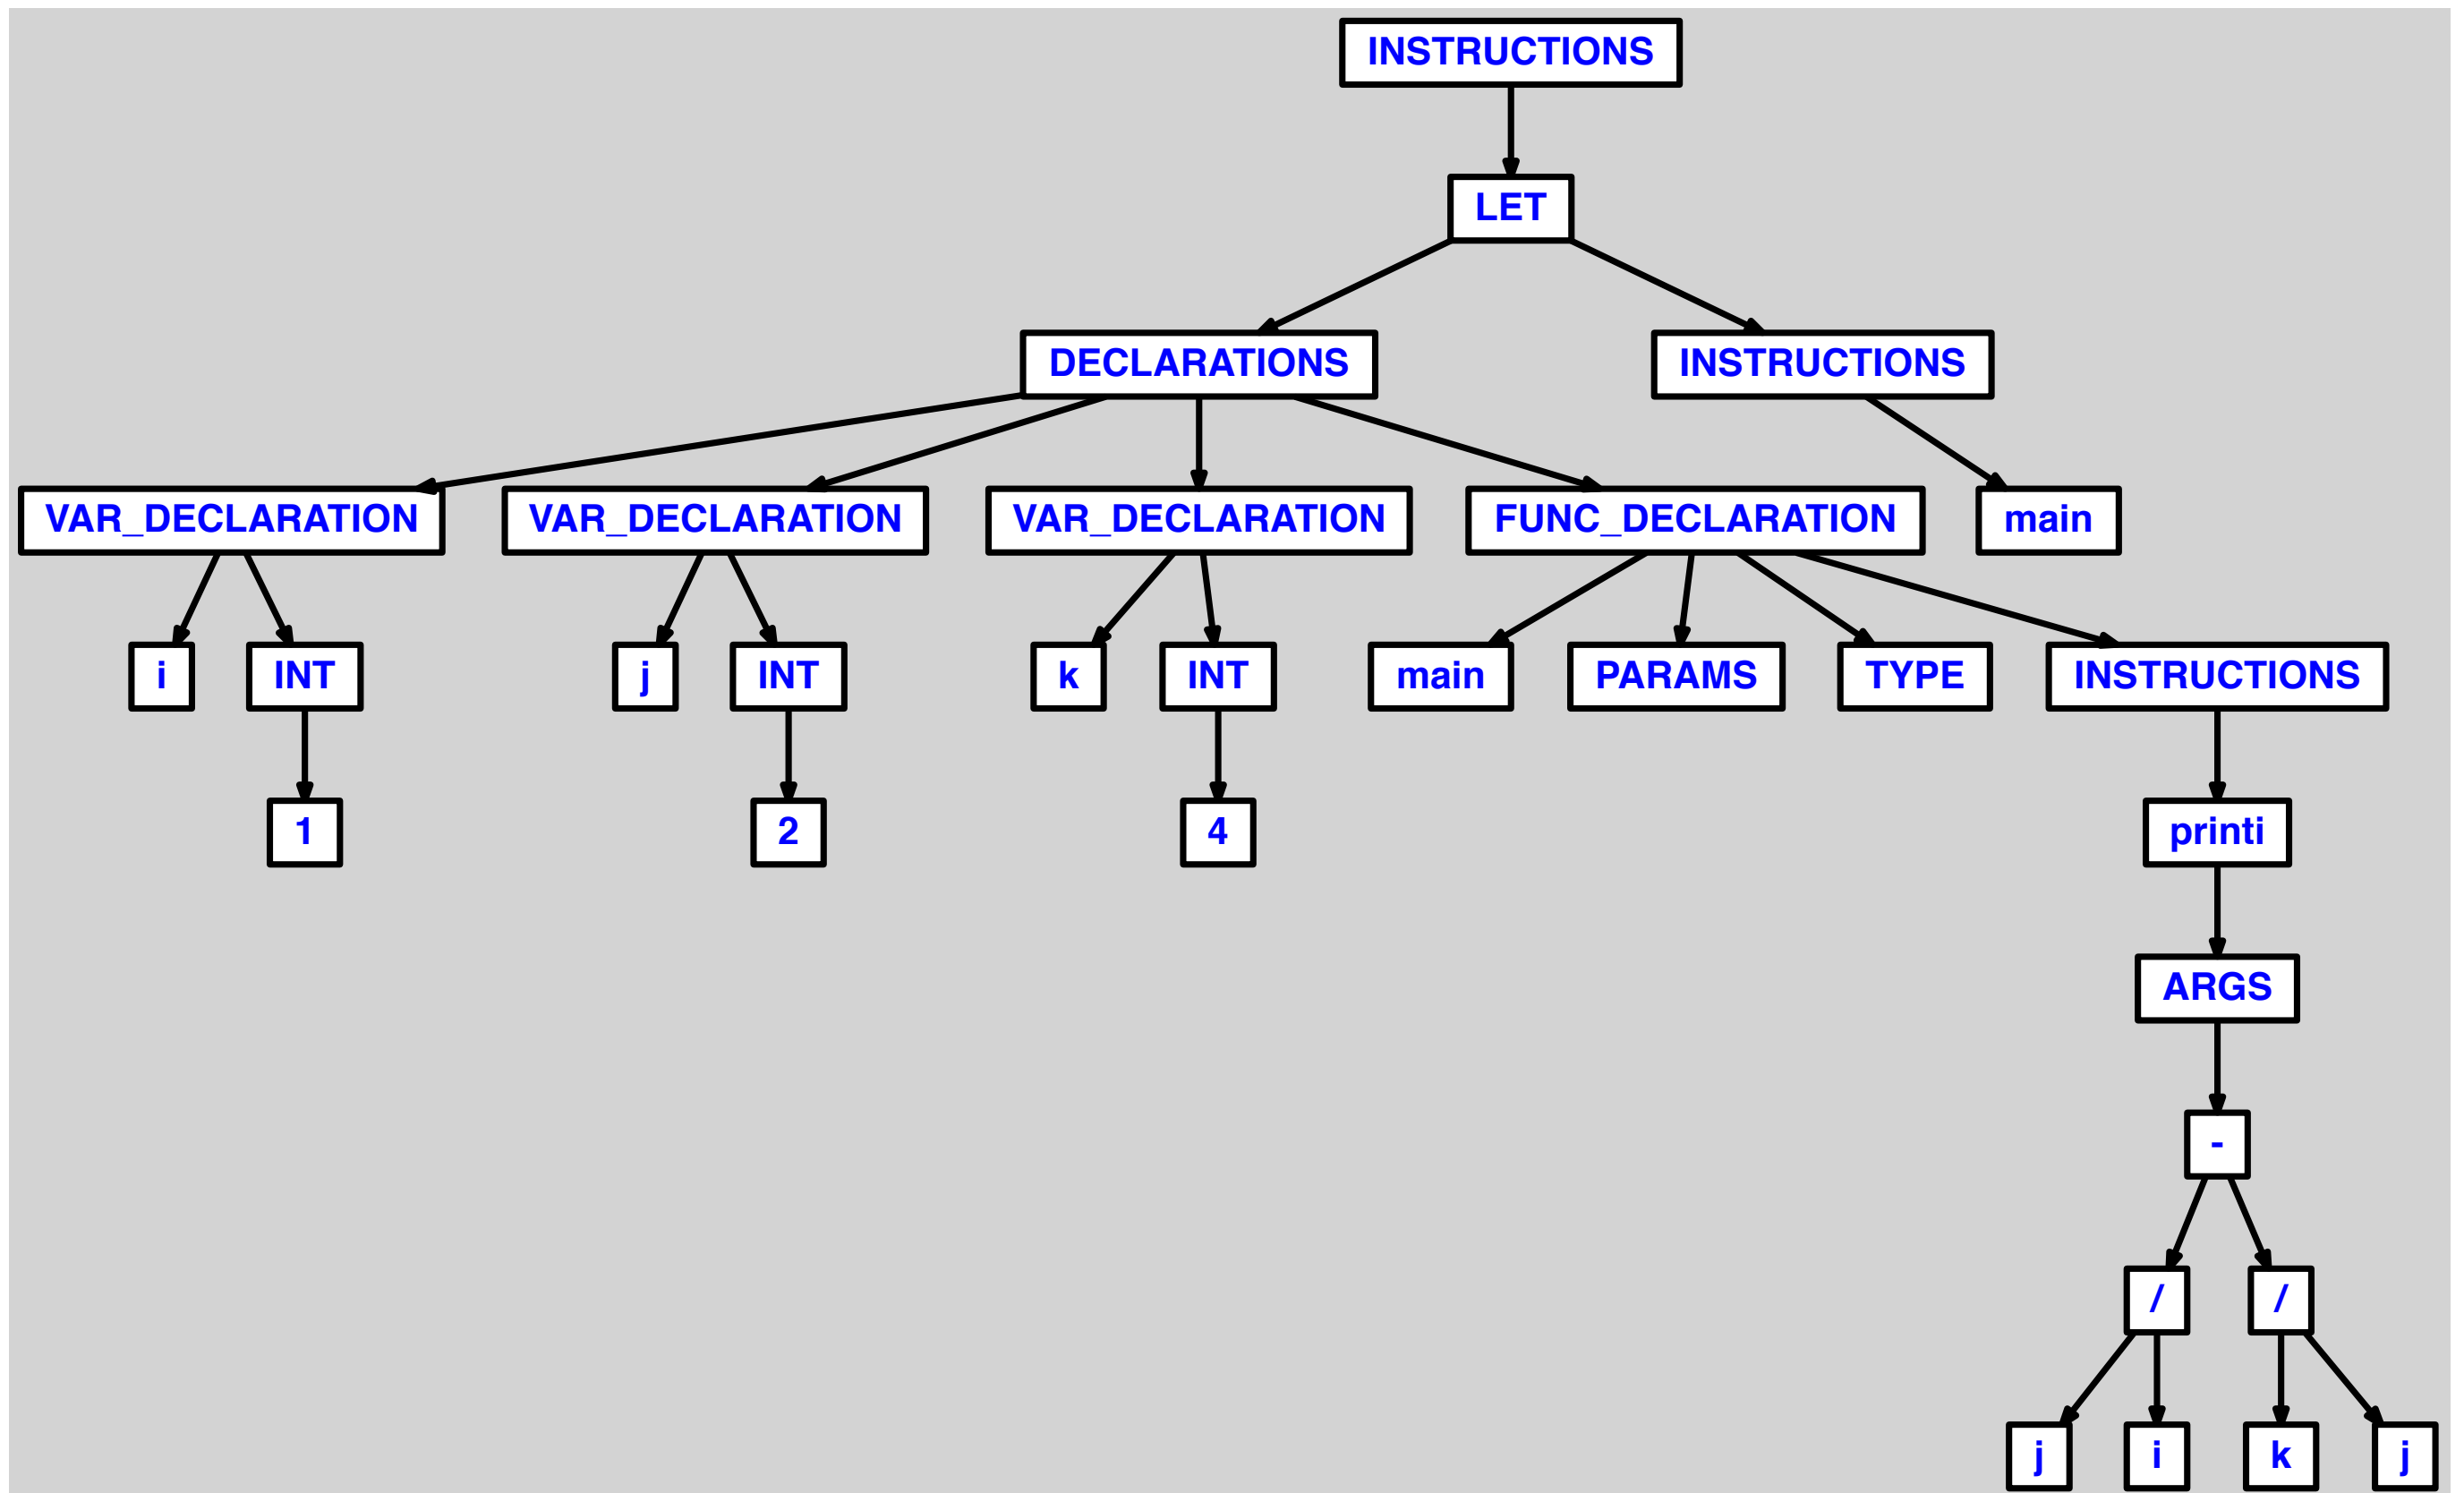 INSTRUCTIONS
LET
DECLARATIONS INSTRUCTIONS
VAR_DECLARATION VAR_DECLARATION VAR_DECLARATION FUNC_DECLARATION main
i INT j INT k INT main PARAMS TYPE INSTRUCTIONS
1 2 4 printi
ARGS
-
/ /
j i k j